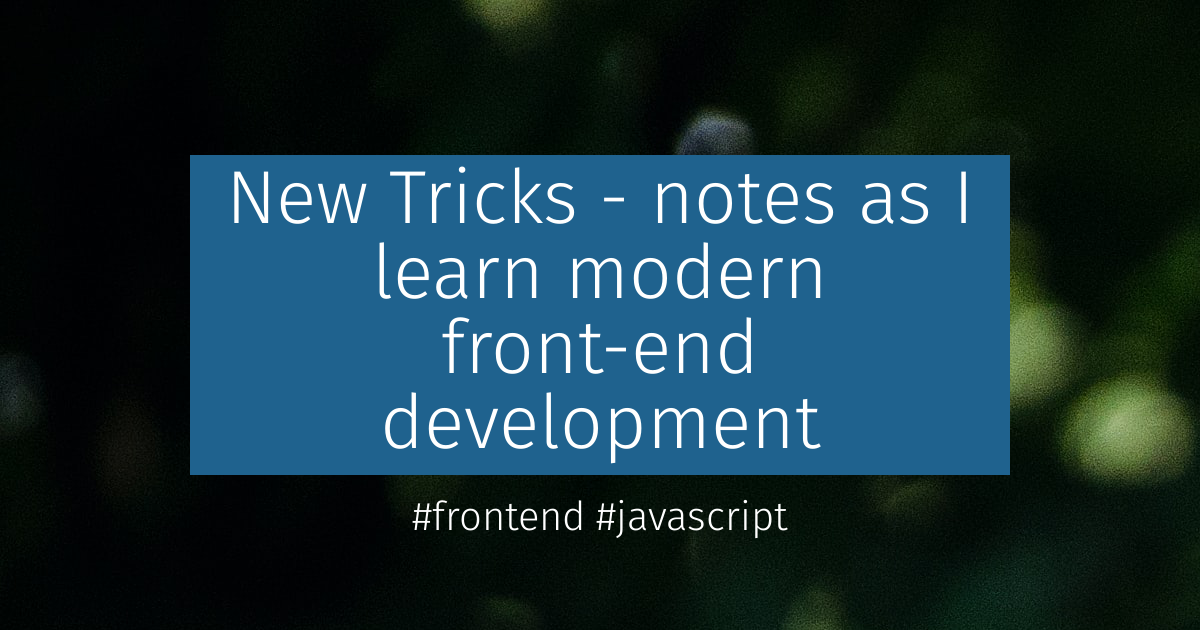 New Tricks - notes as I
learn modern
front-end
development
#frontend #javascript